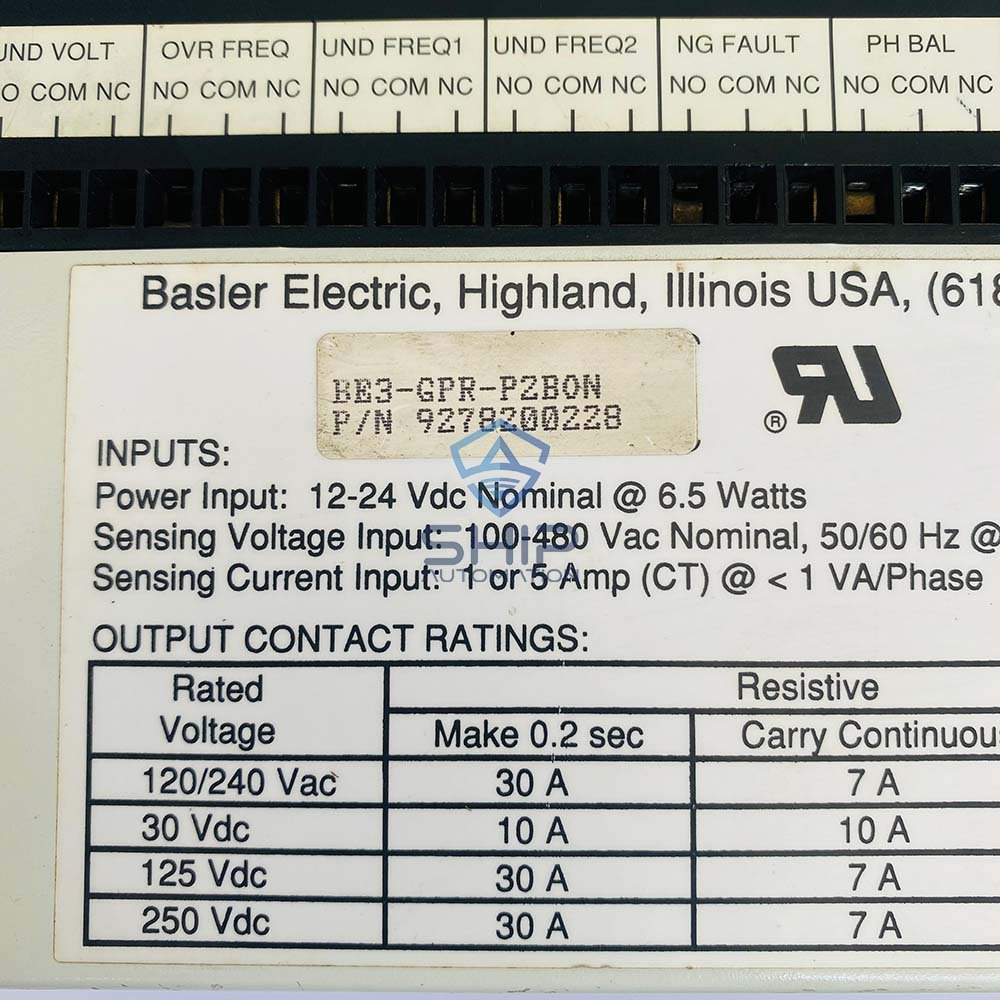 UND VOLT OVR FREQ UND FREQ1 UND FREQ2 NG FAULT PH BAL
O COM NC NO COM NC NO COM NC NO COM NC NO COM NC NO COM NC
Basler Electric, Highland, Illinois USA, (618
BE3-GPR-P2B0N
P/N 9278200228
®
INPUTS:
Power Input: 12-24 Vdc Nominal @ 6.5 Watts
Sensing Voltage Input: 100-480 Vac Nominal, 50/60 Hz @
SHIP
Sensing Current Input: 1 or 5 Amp (CT) @ < 1 VA/Phase
AUTOMATION
OUTPUT CONTACT RATINGS:
Rated Voltage Resistive
Make 0.2 sec Carry Continuous
120/240 Vac 30 A 7 A
30 Vdc 10 A 10 A
125 Vdc 30 A 7 A
250 Vdc 30 A 7 A